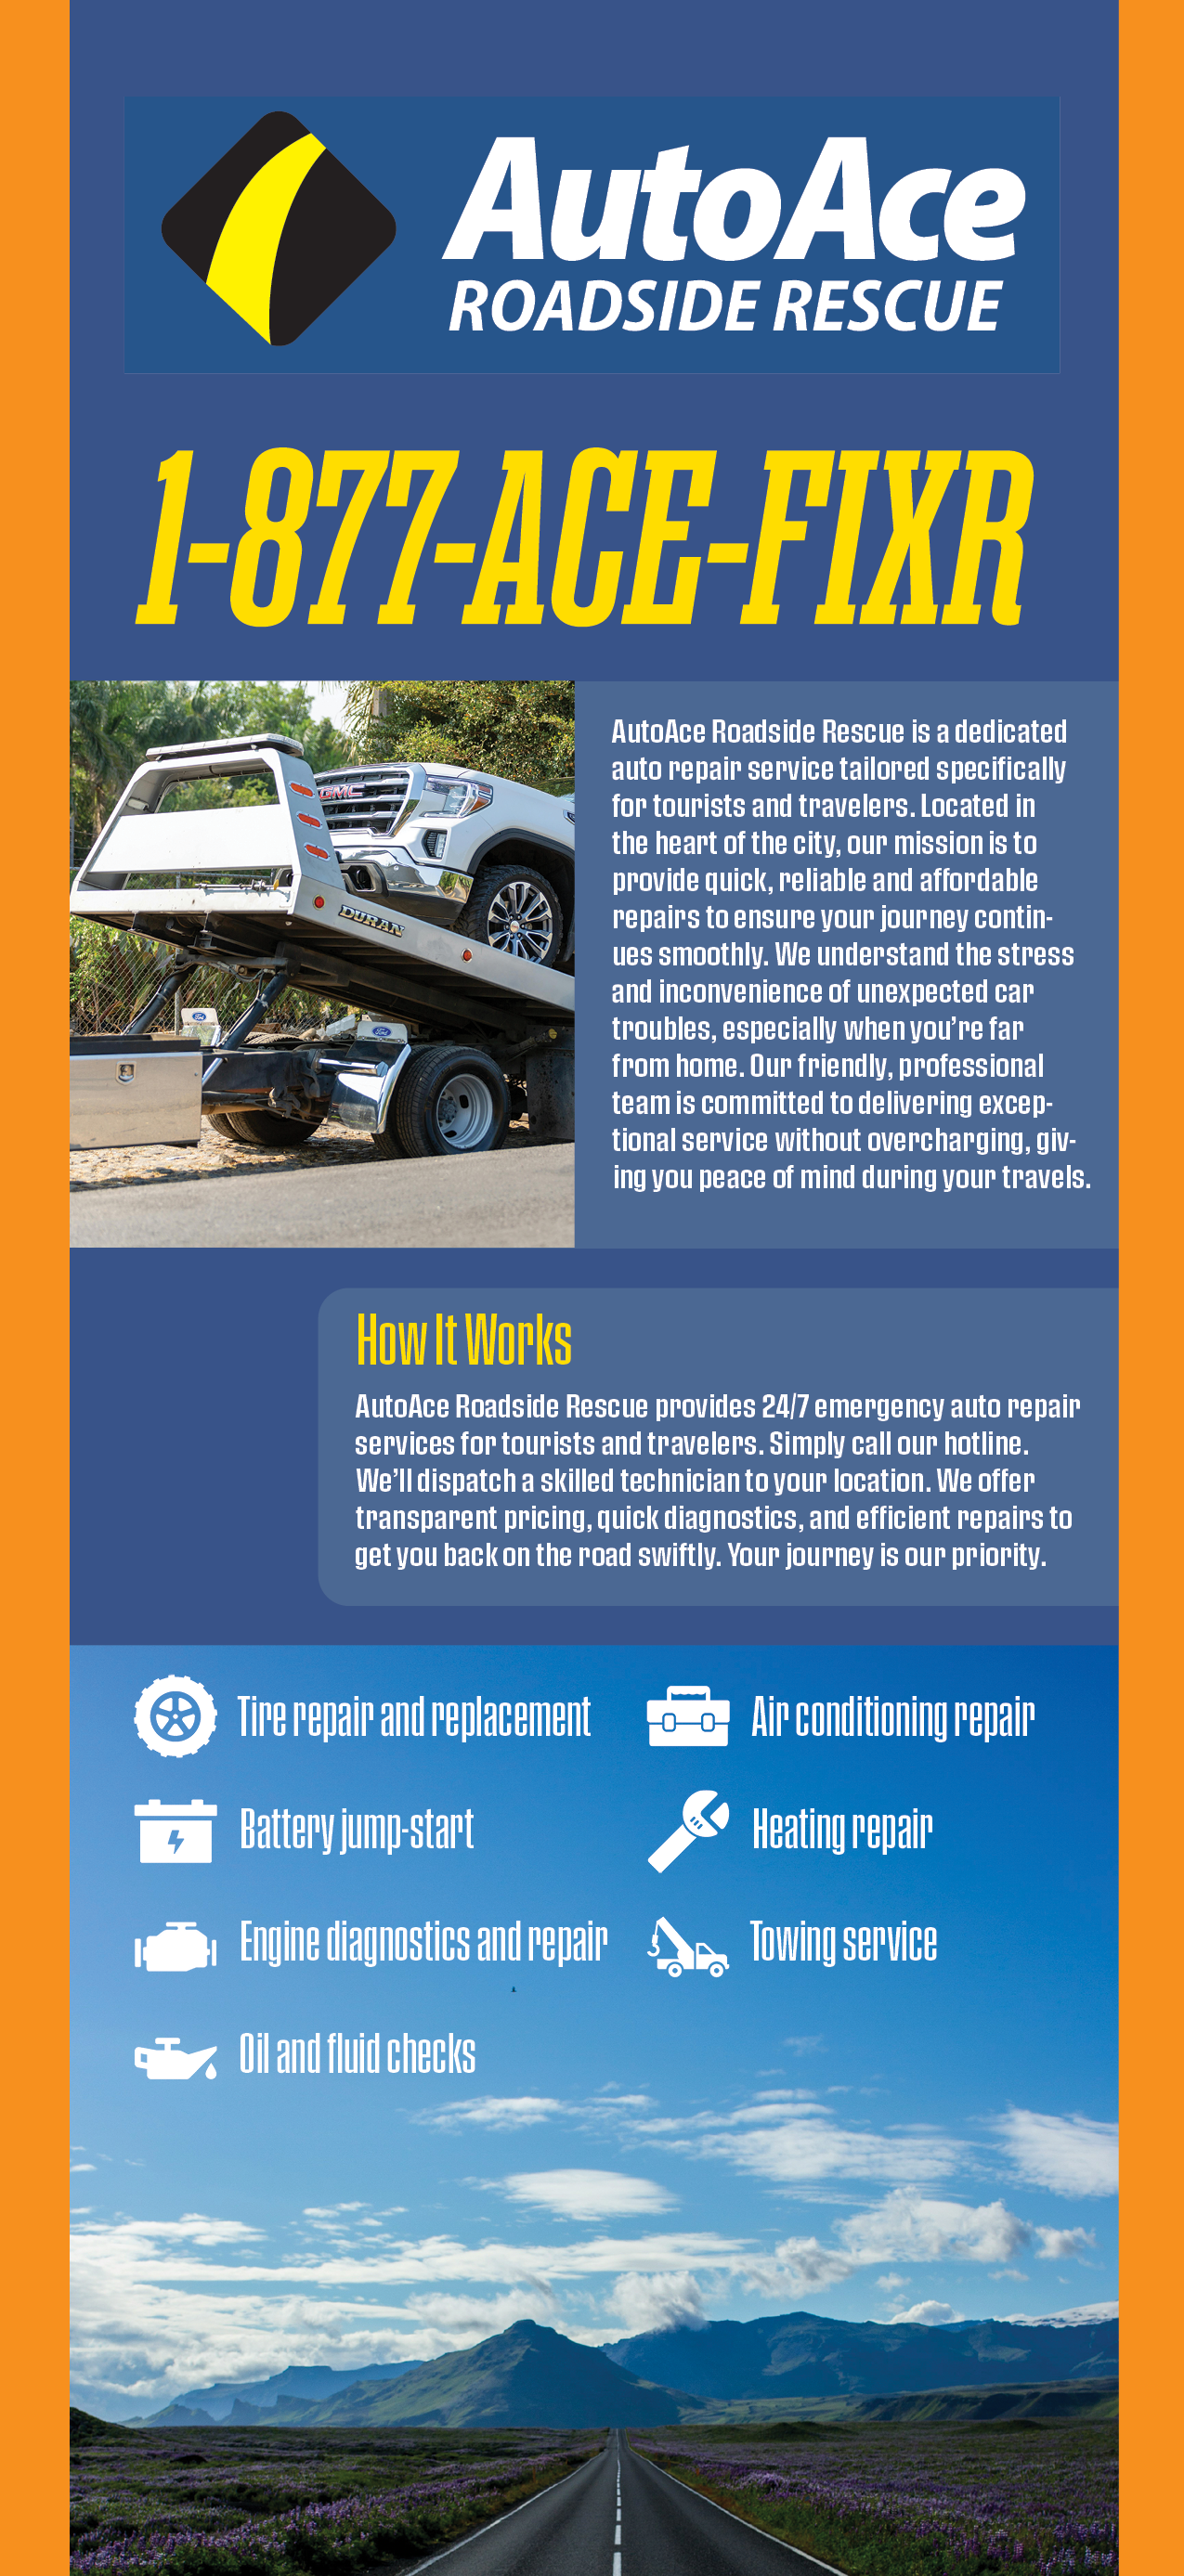 AutoAce
ROADSIDE RESCUE
1-877-ACE-FIXR
GMC
DURAN
Ford
Ford
AutoAce Roadside Rescue is a dedicated
auto repair service tailored specifically
for tourists and travelers. Located in
the heart of the city, our mission is to
provide quick, reliable and affordable
repairs to ensure your journey contin-
ues smoothly. We understand the stress
and inconvenience of unexpected car
troubles, especially when you’re far
from home. Our friendly, professional
team is committed to delivering excep-
tional service without overcharging, giv-
ing you peace of mind during your travels.
How It Works
AutoAce Roadside Rescue provides 24/7 emergency auto repair
services for tourists and travelers. Simply call our hotline.
We’ll dispatch a skilled technician to your location. We offer
transparent pricing, quick diagnostics, and efficient repairs to
get you back on the road swiftly. Your journey is our priority.
Tire repair and replacement
Battery jump-start
Engine diagnostics and repair
Oil and fluid checks
Air conditioning repair
Heating repair
Towing service